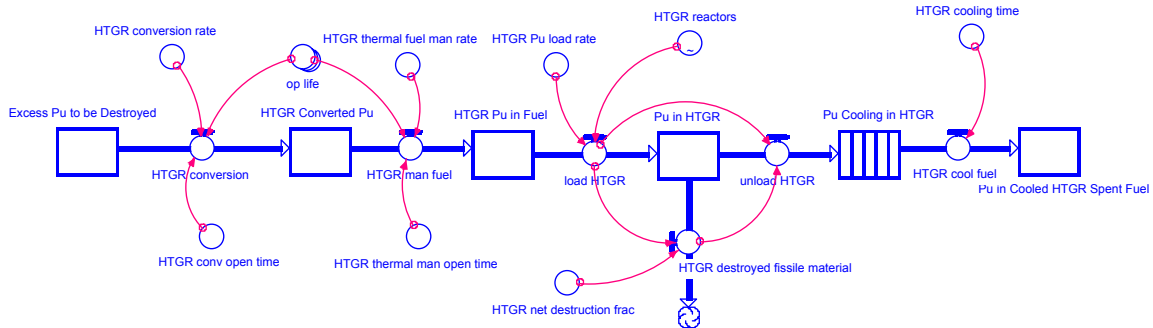 HTGR cooling time
HTGR reactors
HTGR conversion rate
HTGR thermal fuel man rate
HTGR Pu load rate
~
op life
Excess Pu to be Destroyed
HTGR Converted Pu
HTGR Pu in Fuel
Pu in HTGR
Pu Cooling in HTGR
HTGR conversion
HTGR man fuel
load HTGR
unload HTGR
HTGR cool fuel
Pu in Cooled HTGR Spent Fuel
HTGR conv open time
HTGR thermal man open time
HTGR destroyed fissile material
HTGR net destruction frac